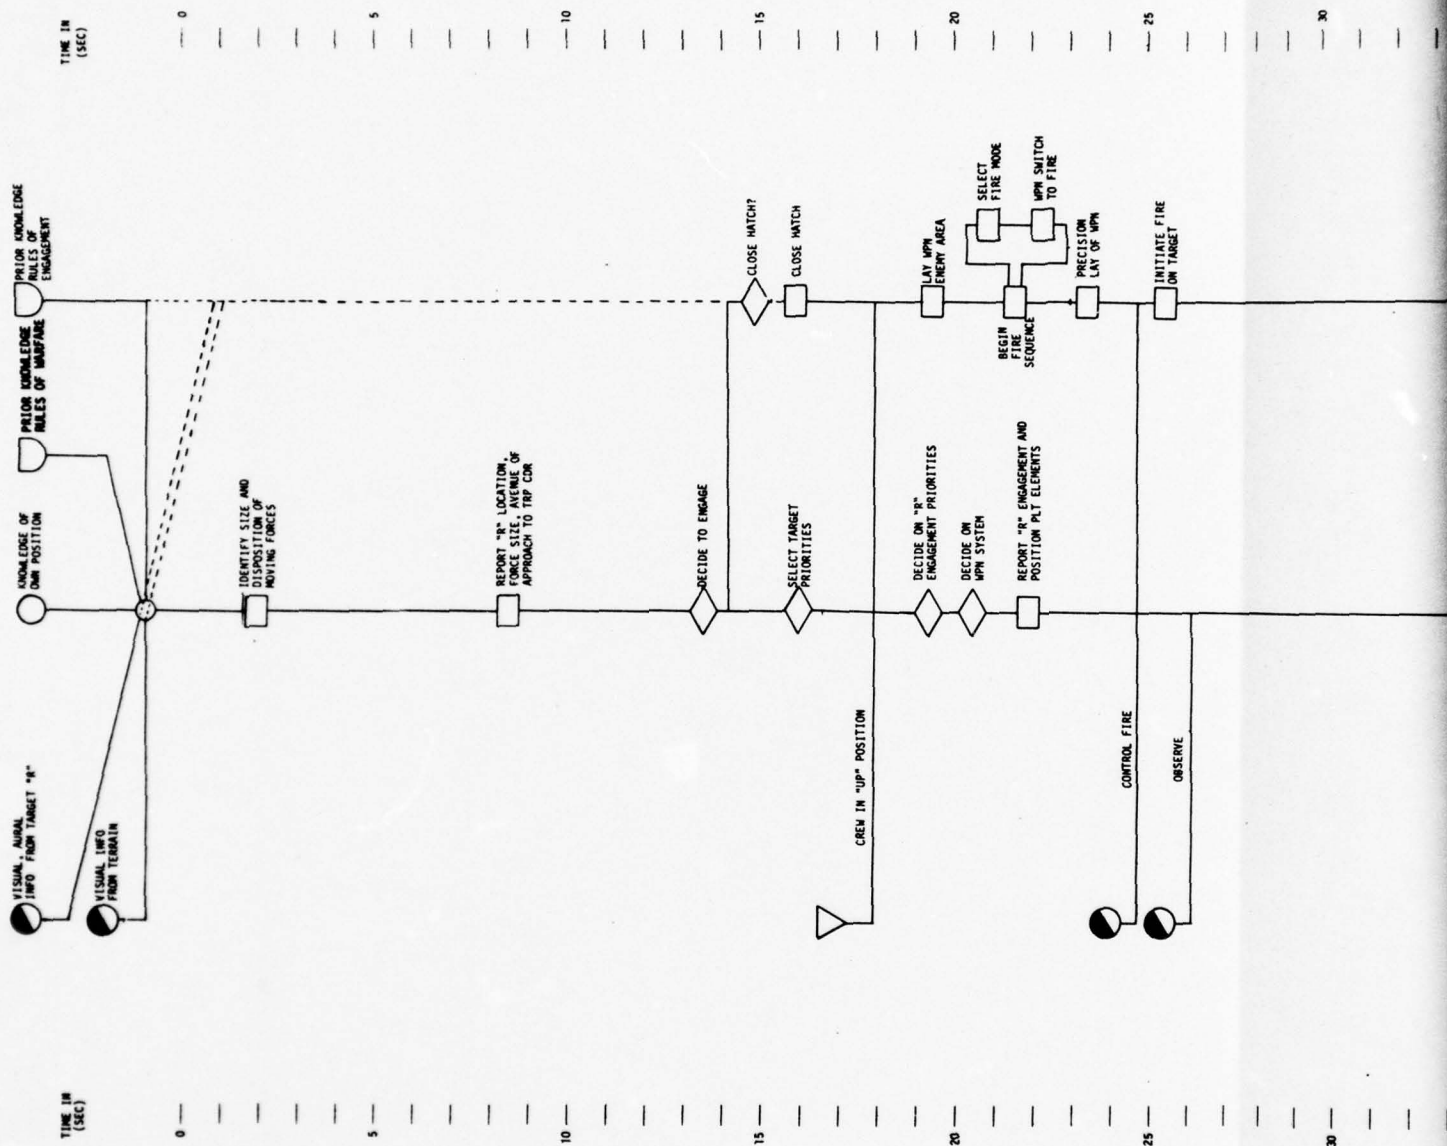 TIME IN
(SEC)
0
5
10
15
20
25
30
PRIOR KNOWLEDGE
RULES OF
ENGAGEMENT
PRIOR KNOWLEDGE
RULES OF WARFARE
KNOWLEDGE OF
OWN POSITION
VISUAL, AURAL
INFO FROM TARGET "R"
VISUAL INFO
FROM TERRAIN
IDENTIFY SIZE AND
DISPOSITION OF
MOVING FORCES
REPORT "R" LOCATION,
FORCE SIZE, AVENUE OF
APPROACH TO TRP CDR
DECIDE TO ENGAGE
CLOSE HATCH?
SELECT TARGET
PRIORITIES
CLOSE HATCH
CREW IN "UP" POSITION
DECIDE ON "R"
ENGAGEMENT PRIORITIES
LAY WPN
ENEMY AREA
DECIDE ON
WPN SYSTEM
SELECT
FIRE MODE
BEGIN
FIRE
SEQUENCE
WPN SWITCH
TO FIRE
REPORT "R" ENGAGEMENT AND
POSITION PLT ELEMENTS
PRECISION
LAY OF WPN
CONTROL FIRE
INITIATE FIRE
ON TARGET
OBSERVE
TIME IN
(SEC)
0
5
10
15
20
25
30